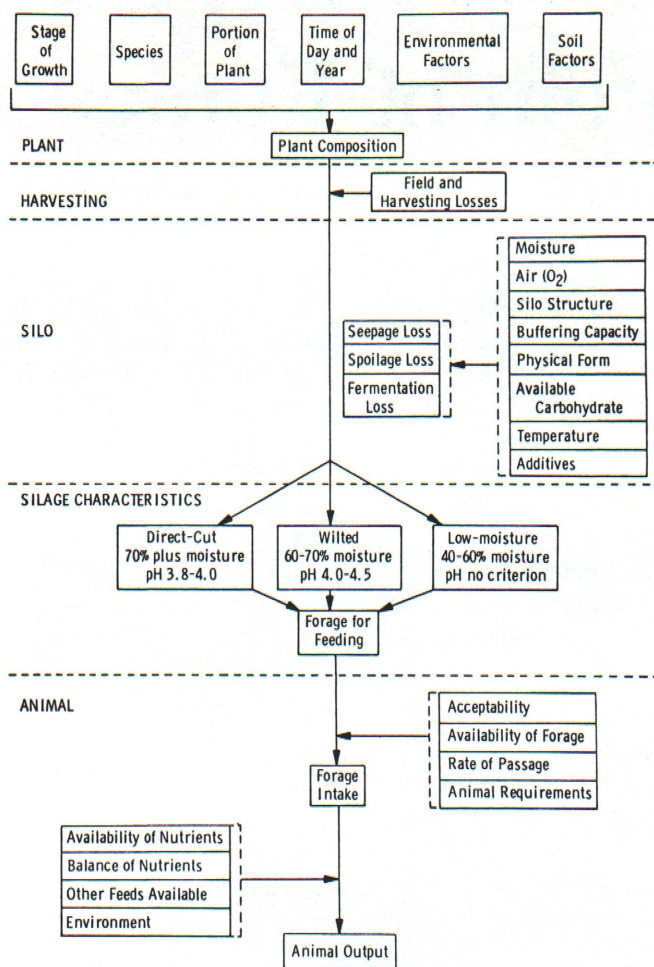 Stage
of
Growth
Species
Portion
of
Plant
Time of
Day and
Year
Environmental
Factors
Soil
Factors
PLANT
Plant Composition
HARVESTING
Field and
Harvesting Losses
SILO
Moisture
Air (O₂)
Silo Structure
Buffering Capacity
Physical Form
Available
Carbohydrate
Temperature
Additives
Seepage Loss
Spoilage Loss
Fermentation
Loss
SILAGE CHARACTERISTICS
Direct-Cut
70% plus moisture
pH 3.8-4.0
Wilted
60-70% moisture
pH 4.0-4.5
Low-moisture
40-60% moisture
pH no criterion
Forage for
Feeding
ANIMAL
Acceptability
Availability of Forage
Rate of Passage
Animal Requirements
Forage
Intake
Availability of Nutrients
Balance of Nutrients
Other Feeds Available
Environment
Animal Output